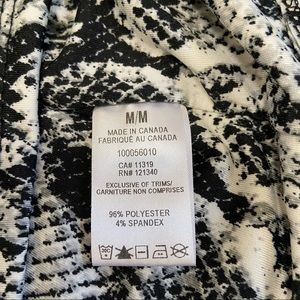 M/M
MADE IN CANADA
FABRIQUÉ AU CANADA
100056010
CA# 11319
RN# 121340
EXCLUSIVE OF TRIMS/
GARNITURE NON COMPRISES
96% POLYESTER
4% SPANDEX